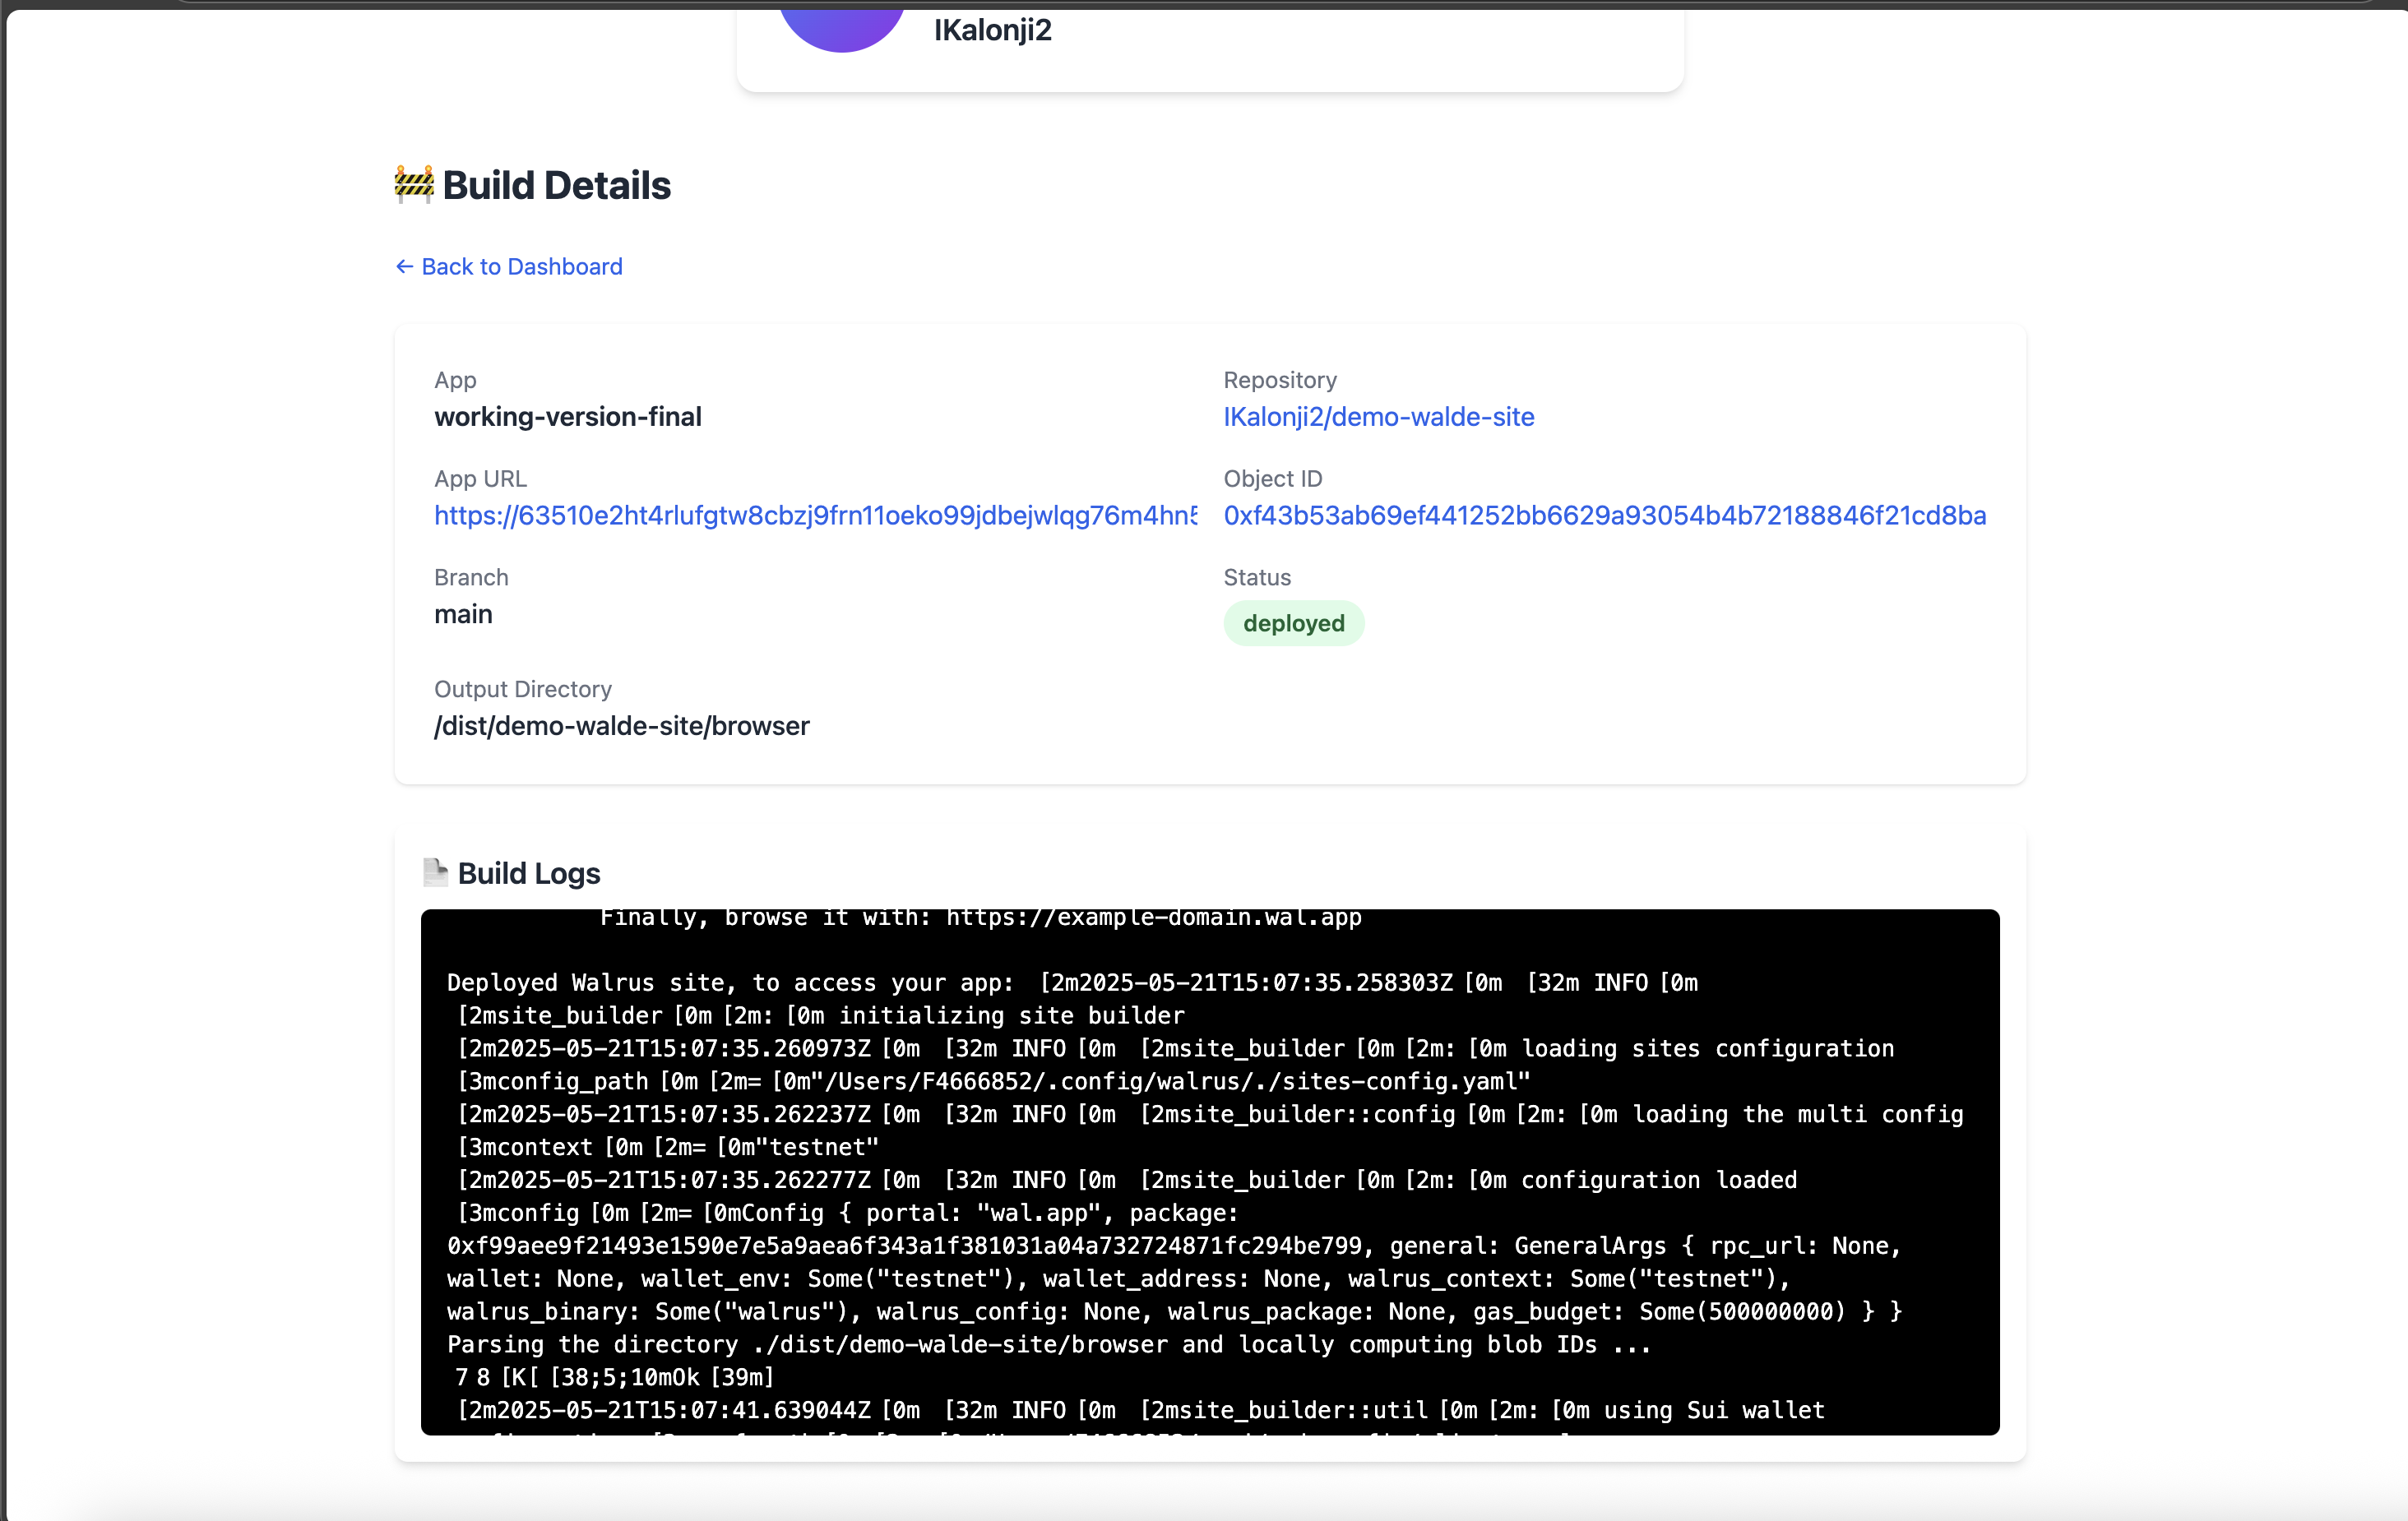 IKalonji2
🚧 Build Details
← Back to Dashboard
App
working-version-final
Repository
IKalonji2/demo-walde-site
App URL
https://63510e2ht4rlufgtw8cbzj9frn11oeko99jdbejwlqg76m4hn5
Object ID
0xf43b53ab69ef441252bb6629a93054b4b72188846f21cd8ba
Branch
main
Status
deployed
Output Directory
/dist/demo-walde-site/browser
📄 Build Logs
Finally, browse it with: https://example-domain.wal.app
Deployed Walrus site, to access your app:  [2m2025-05-21T15:07:35.258303Z [0m  [32m INFO [0m
[2msite_builder [0m [2m: [0m initializing site builder
[2m2025-05-21T15:07:35.260973Z [0m  [32m INFO [0m  [2msite_builder [0m [2m: [0m loading sites configuration
[3mconfig_path [0m [2m= [0m"/Users/F4666852/.config/walrus/./sites-config.yaml"
[2m2025-05-21T15:07:35.262237Z [0m  [32m INFO [0m  [2msite_builder::config [0m [2m: [0m loading the multi config
[3mcontext [0m [2m= [0m"testnet"
[2m2025-05-21T15:07:35.262277Z [0m  [32m INFO [0m  [2msite_builder [0m [2m: [0m configuration loaded
[3mconfig [0m [2m= [0mConfig { portal: "wal.app", package:
0xf99aee9f21493e1590e7e5a9aea6f343a1f381031a04a732724871fc294be799, general: GeneralArgs { rpc_url: None,
wallet: None, wallet_env: Some("testnet"), wallet_address: None, walrus_context: Some("testnet"),
walrus_binary: Some("walrus"), walrus_config: None, walrus_package: None, gas_budget: Some(500000000) } }
Parsing the directory ./dist/demo-walde-site/browser and locally computing blob IDs ...
7 8 [K[ [38;5;10mOk [39m]
[2m2025-05-21T15:07:41.639044Z [0m  [32m INFO [0m  [2msite_builder::util [0m [2m: [0m using Sui wallet